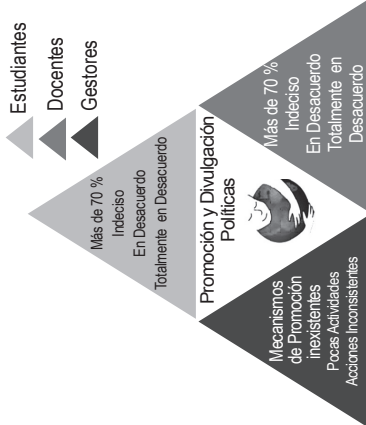 Estudiantes
Docentes
Gestores
Más de 70 %
Indeciso
En Desacuerdo
Totalmente en Desacuerdo
Promoción y Divulgación
Políticas
Mecanismos
de Promoción
inexistentes
Pocas Actividades
Acciones Inconsistentes
Más de 70 %
Indeciso
En Desacuerdo
Totalmente en
Desacuerdo